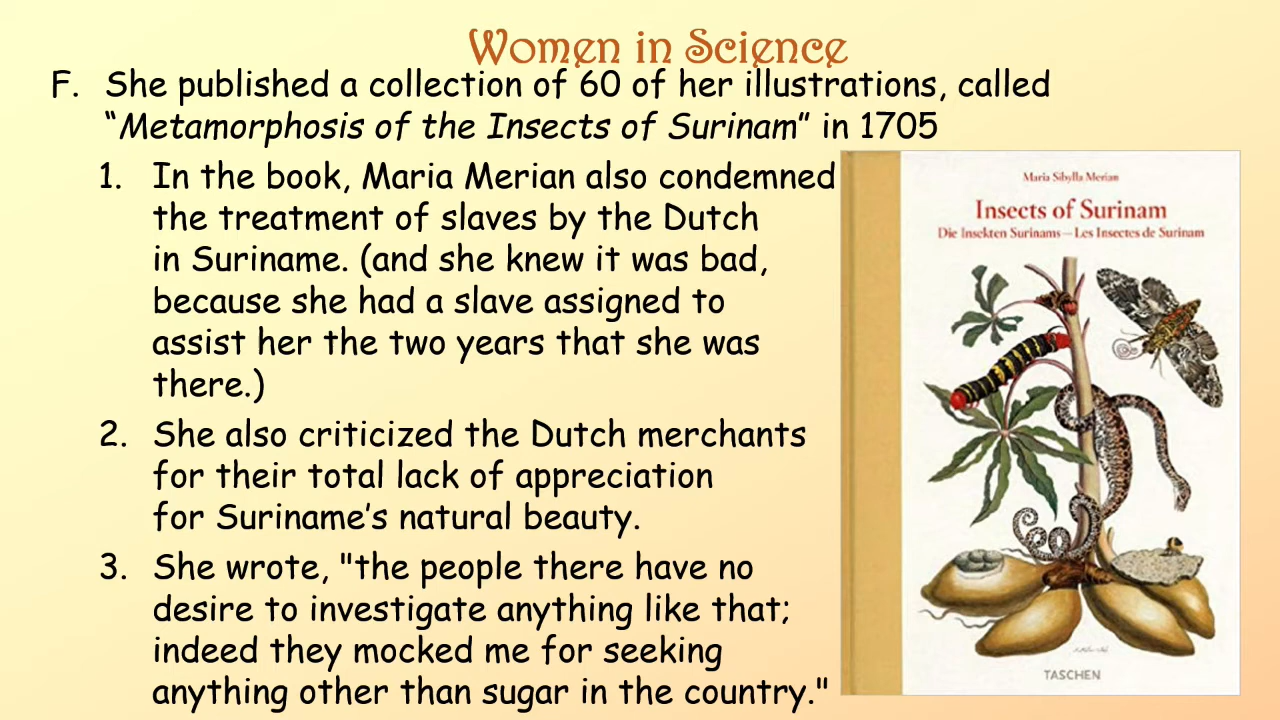 Women in Science
F. She published a collection of 60 of her illustrations, called
“Metamorphosis of the Insects of Surinam” in 1705
1. In the book, Maria Merian also condemned
the treatment of slaves by the Dutch
in Suriname. (and she knew it was bad,
because she had a slave assigned to
assist her the two years that she was
there.)
2. She also criticized the Dutch merchants
for their total lack of appreciation
for Suriname’s natural beauty.
3. She wrote, "the people there have no
desire to investigate anything like that;
indeed they mocked me for seeking
anything other than sugar in the country."
Maria Sibylla Merian
Insects of Surinam
Die Insekten Surinams—Les Insectes de Surinam
TASCHEN